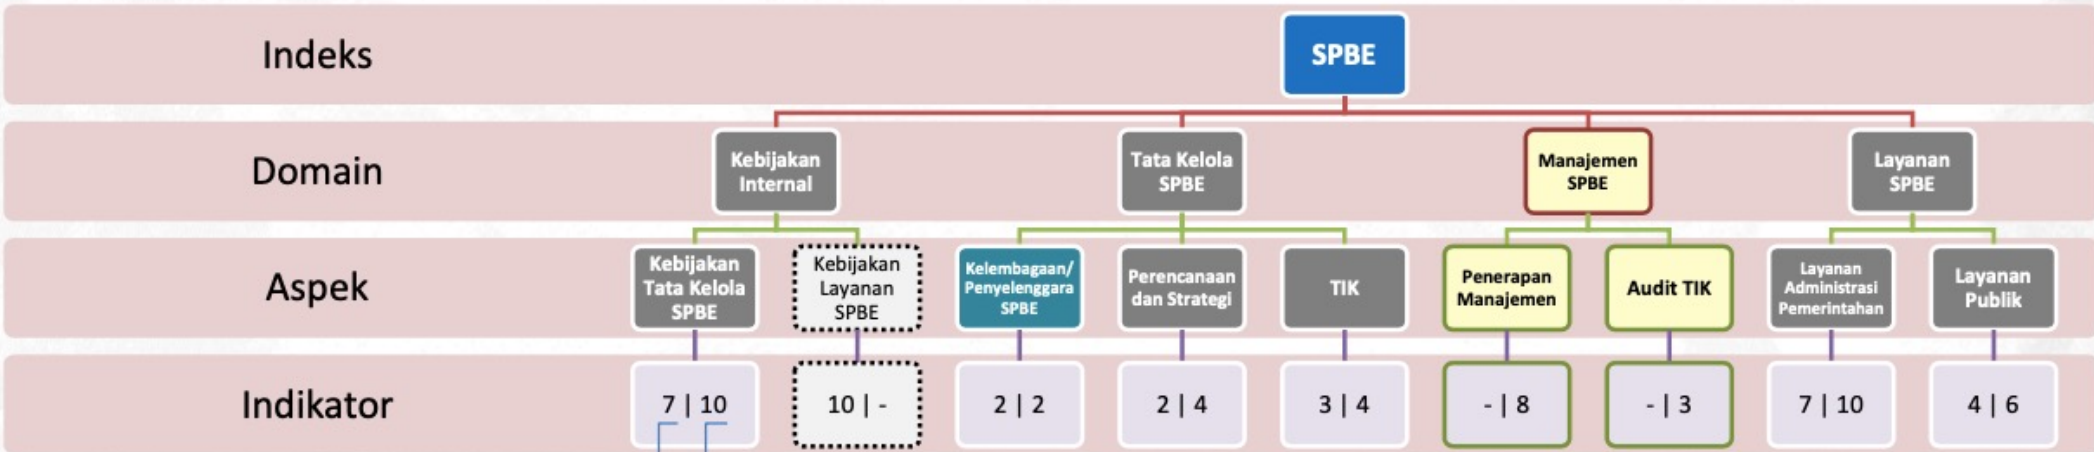 Indeks
SPBE
Domain
Kebijakan
Internal
Tata Kelola
SPBE
Manajemen
SPBE
Layanan
SPBE
Aspek
Kebijakan
Tata Kelola
SPBE
Kebijakan
Layanan
SPBE
Kelembagaan/
Penyelenggara
SPBE
Perencanaan
dan Strategi
TIK
Penerapan
Manajemen
Audit TIK
Layanan
Administrasi
Pemerintahan
Layanan
Publik
Indikator
7 | 10
10 | -
2 | 2
2 | 4
3 | 4
- | 8
- | 3
7 | 10
4 | 6